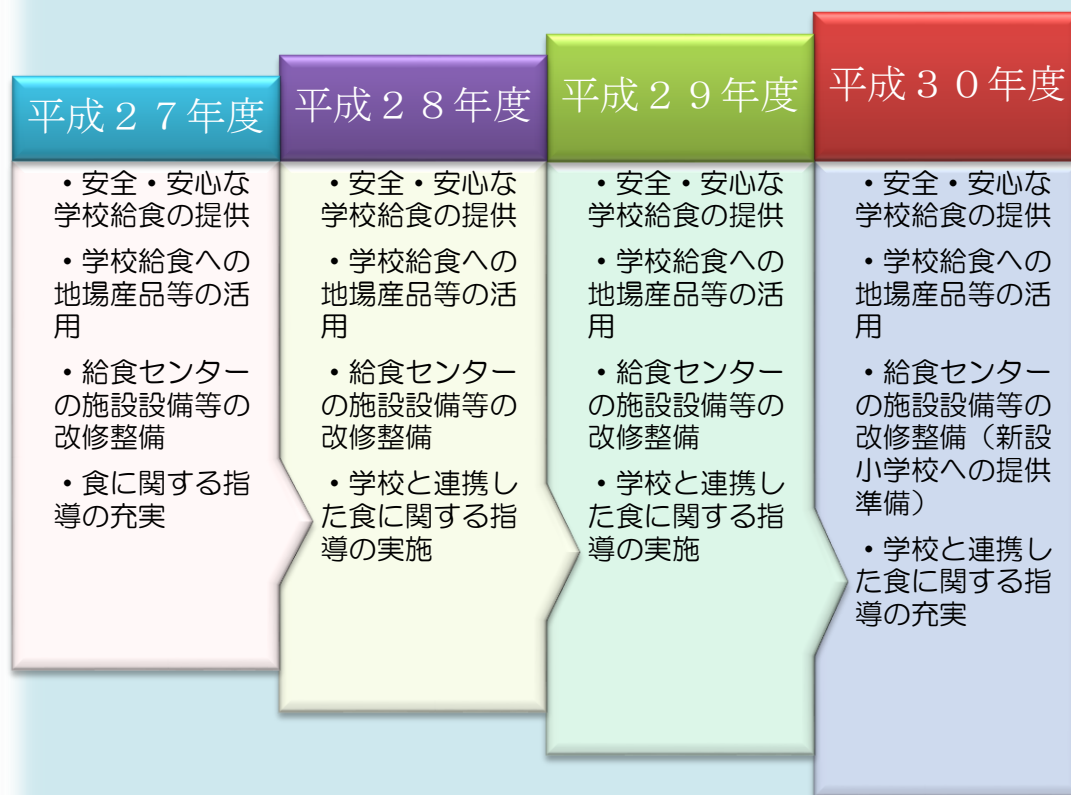 平成２７年度
・安全・安心な
学校給食の提供
・学校給食への
地場産品等の活
用
・給食センター
の施設設備等の
改修整備
・食に関する指
導の充実
平成２８年度
・安全・安心な
学校給食の提供
・学校給食への
地場産品等の活
用
・給食センター
の施設設備等の
改修整備
・学校と連携し
た食に関する指
導の実施
平成２９年度
・安全・安心な
学校給食の提供
・学校給食への
地場産品等の活
用
・給食センター
の施設設備等の
改修整備
・学校と連携し
た食に関する指
導の実施
平成３０年度
・安全・安心な
学校給食の提供
・学校給食への
地場産品等の活
用
・給食センター
の施設設備等の
改修整備（新設
小学校への提供
準備）
・学校と連携し
た食に関する指
導の充実